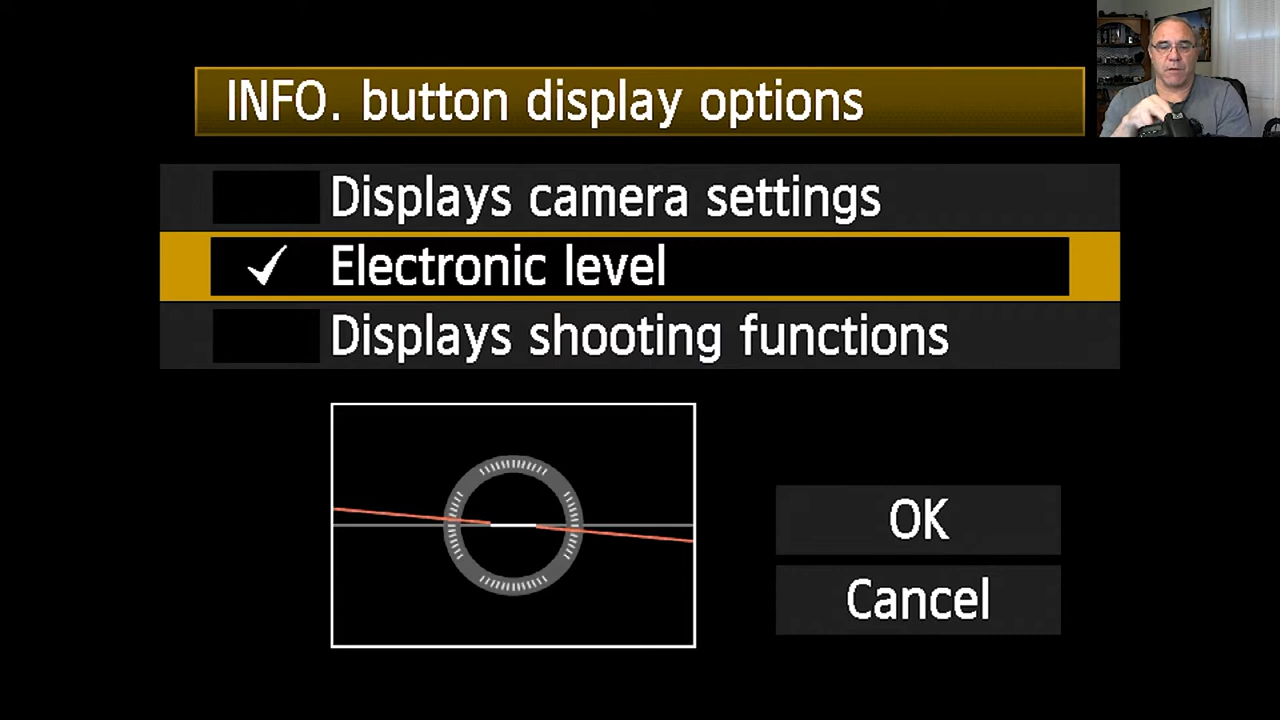 INFO. button display options
Displays camera settings
Electronic level
Displays shooting functions
OK
Cancel